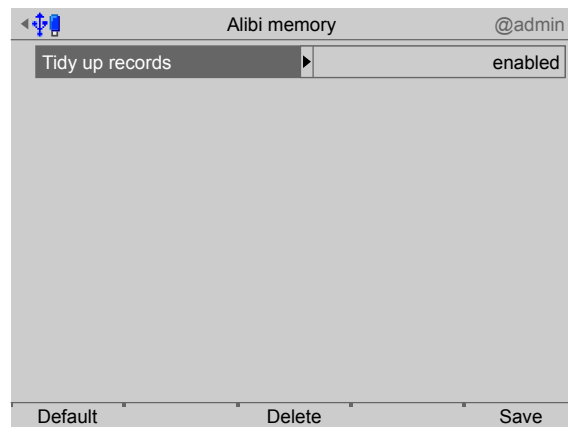 Alibi memory @admin
Tidy up records enabled
Default Delete Save